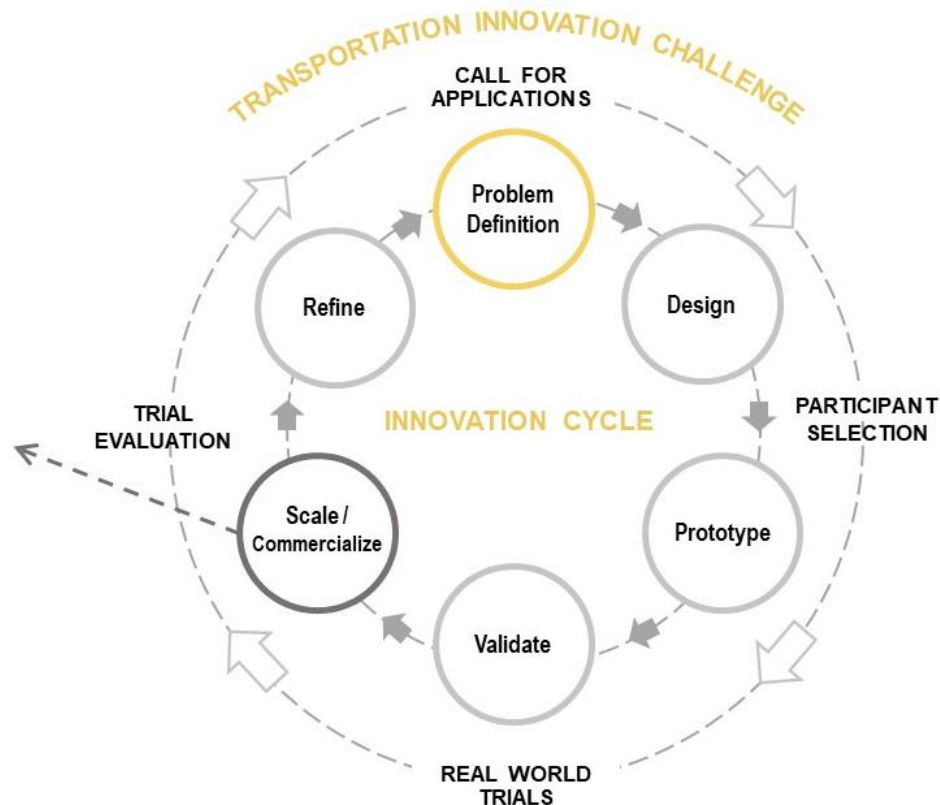 TRANSPORTATION INNOVATION CHALLENGE
CALL FOR
APPLICATIONS
Problem
Definition
Refine
Design
INNOVATION CYCLE
TRIAL
EVALUATION
PARTICIPANT
SELECTION
Scale /
Commercialize
Prototype
Validate
REAL WORLD
TRIALS